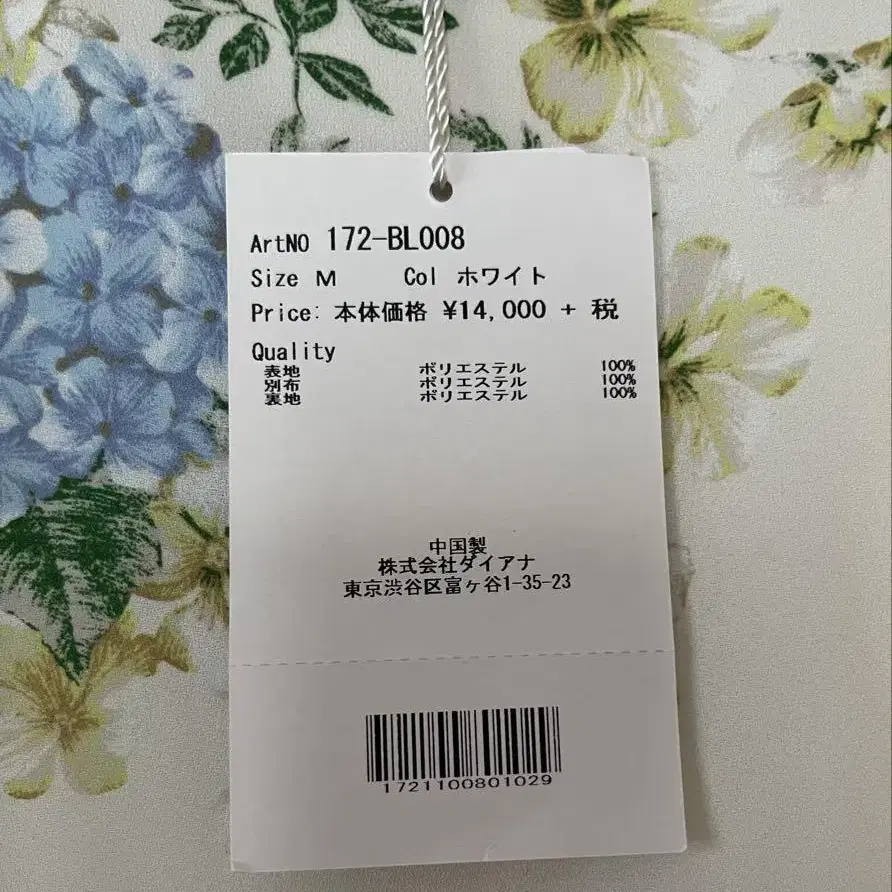 ArtNO 172-BL008
Size M Col ホワイト
Price: 本体価格 ¥14,000 + 税
Quality
表地 ポリエステル 100%
別布 ポリエステル 100%
裏地 ポリエステル 100%
中国製
株式会社ダイアナ
東京渋谷区富ヶ谷1-35-23
1721100801029